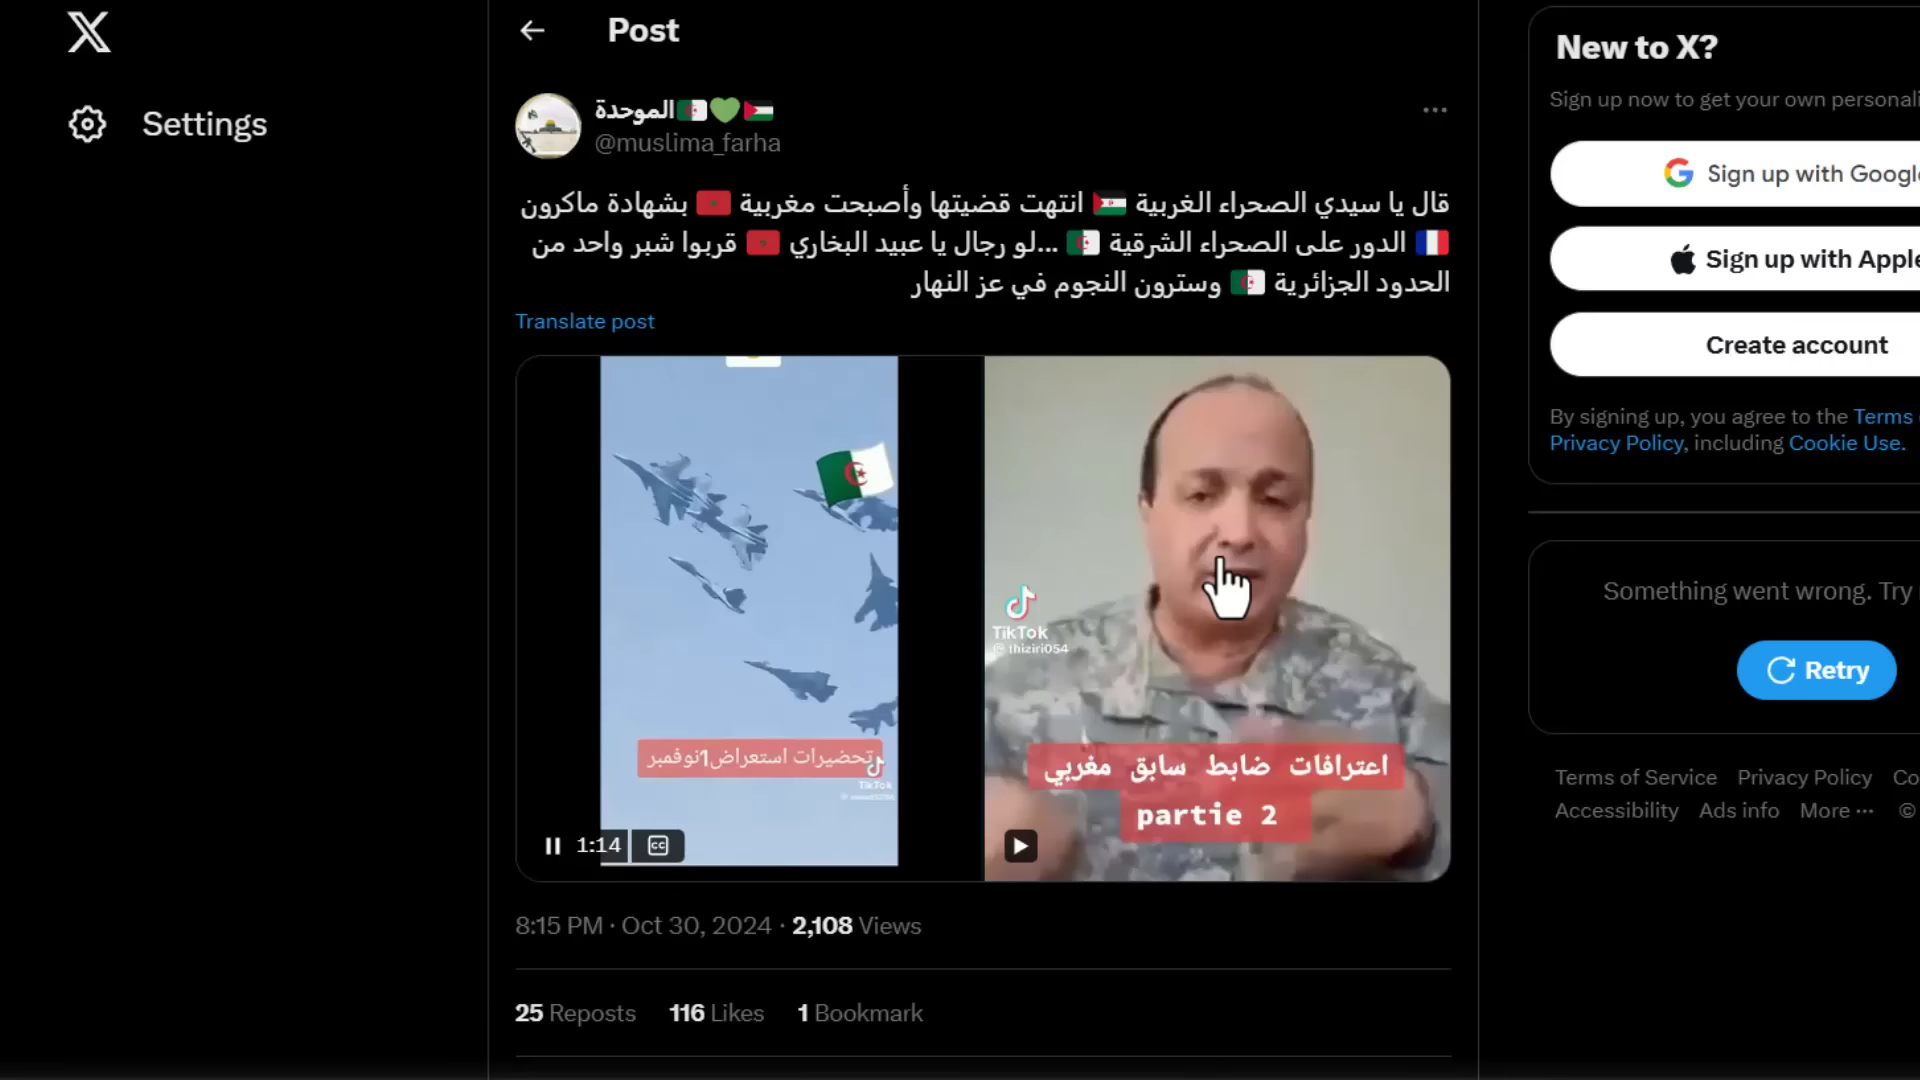 Post
Settings
الموحدة🇩🇿💚🇵🇸
@muslima_farha
قال يا سيدي الصحراء الغربية 🇪🇭 انتهت قضيتها وأصبحت مغربية 🇲🇦 بشهادة ماكرون
🇫🇷 الدور على الصحراء الشرقية 🇩🇿 ...لو رجال يا عبيد البخاري 🇲🇦 قربوا شبر واحد من
الحدود الجزائرية 🇩🇿 وسترون النجوم في عز النهار
Translate post
تحضيرات استعراض1نوفمبر
TikTok
1:14
CC
TikTok
thiziri054
اعترافات ضابط سابق مغربي
partie 2
8:15 PM · Oct 30, 2024 · 2,108 Views
25 Reposts 116 Likes 1 Bookmark
New to X?
Sign up now to get your own personali
Sign up with Google
Sign up with Apple
Create account
By signing up, you agree to the Terms
Privacy Policy, including Cookie Use.
Something went wrong. Try
Retry
Terms of Service Privacy Policy Co
Accessibility Ads info More ··· ©